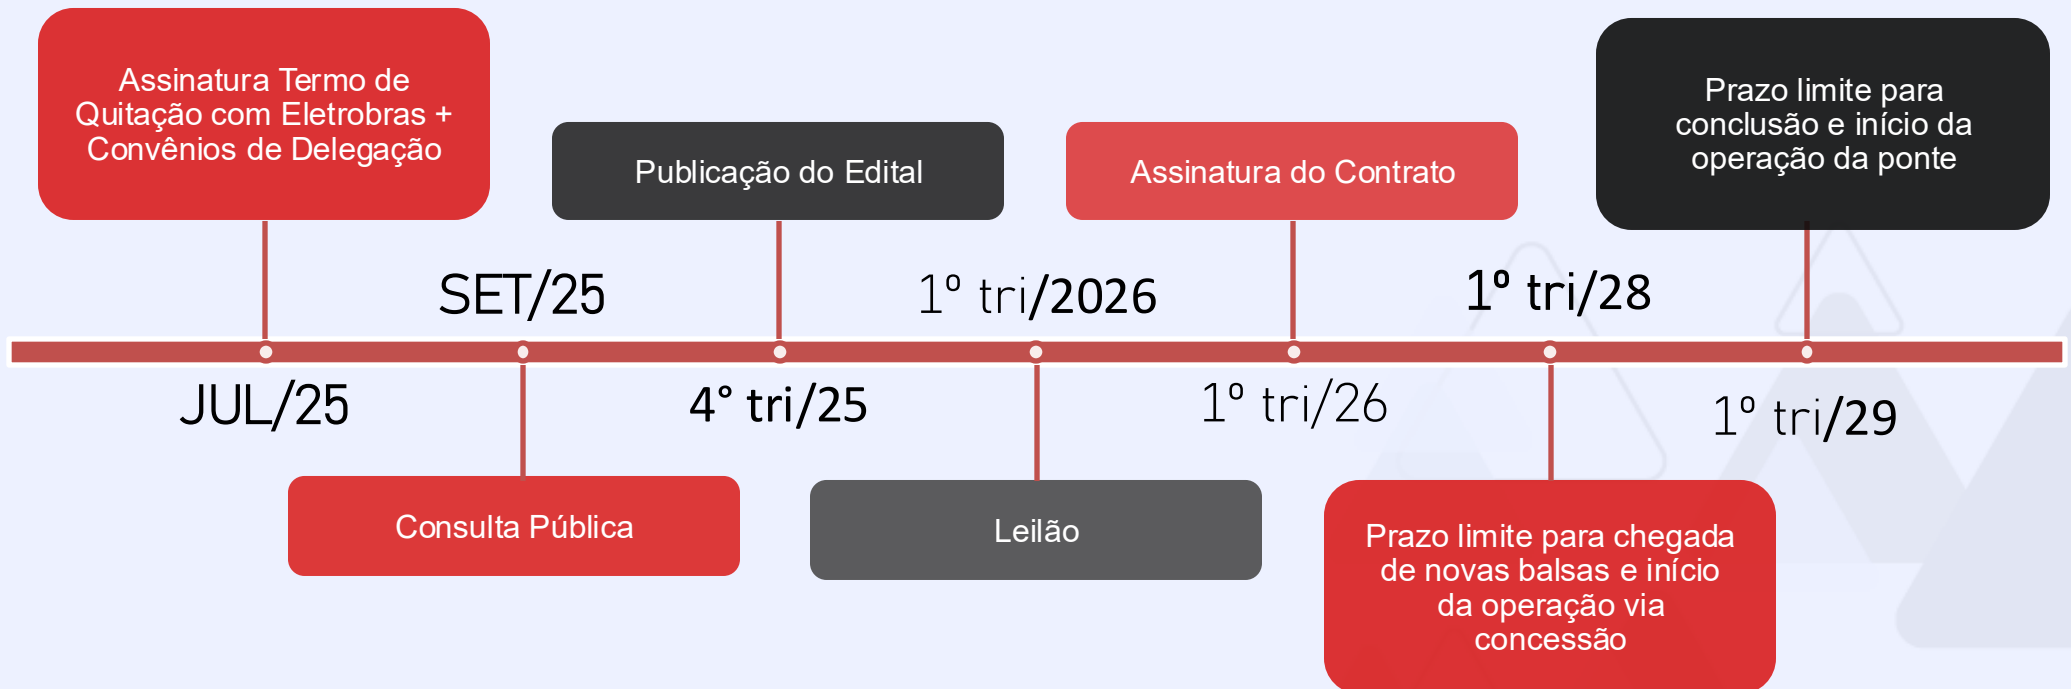 Assinatura Termo de
Quitação com Eletrobras +
Convênios de Delegação
Publicação do Edital
Assinatura do Contrato
Prazo limite para
conclusão e início da
operação da ponte
SET/25
1º tri/2026
1º tri/28
JUL/25
4° tri/25
1º tri/26
1º tri/29
Consulta Pública
Leilão
Prazo limite para chegada
de novas balsas e início
da operação via
concessão